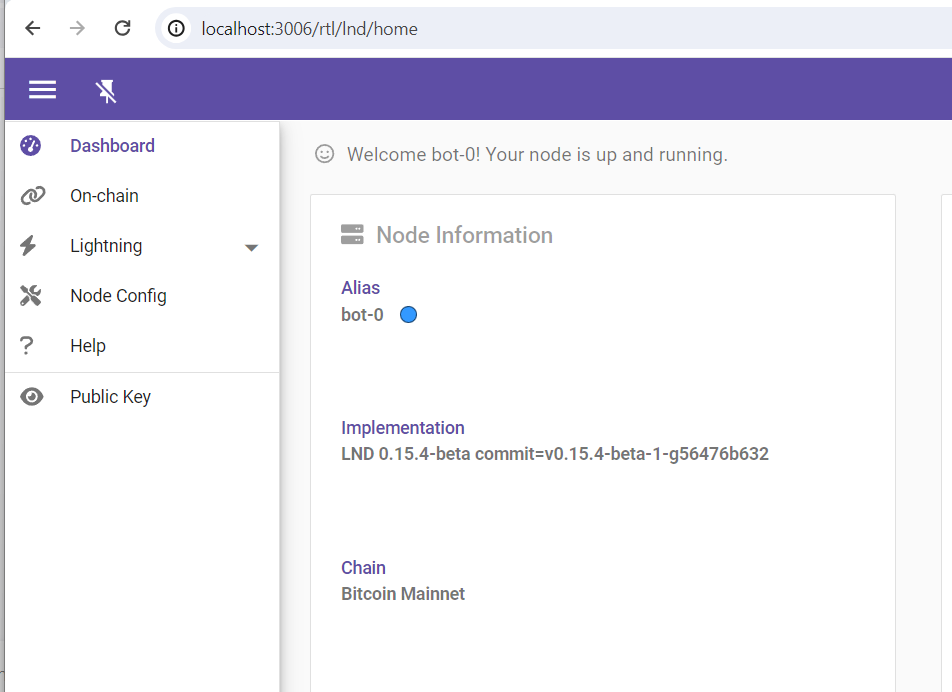 localhost:3006/rtl/lnd/home
Dashboard
On-chain
Lightning
Node Config
Help
Public Key
Welcome bot-0! Your node is up and running.
Node Information
Alias
bot-0
Implementation
LND 0.15.4-beta commit=v0.15.4-beta-1-g56476b632
Chain
Bitcoin Mainnet